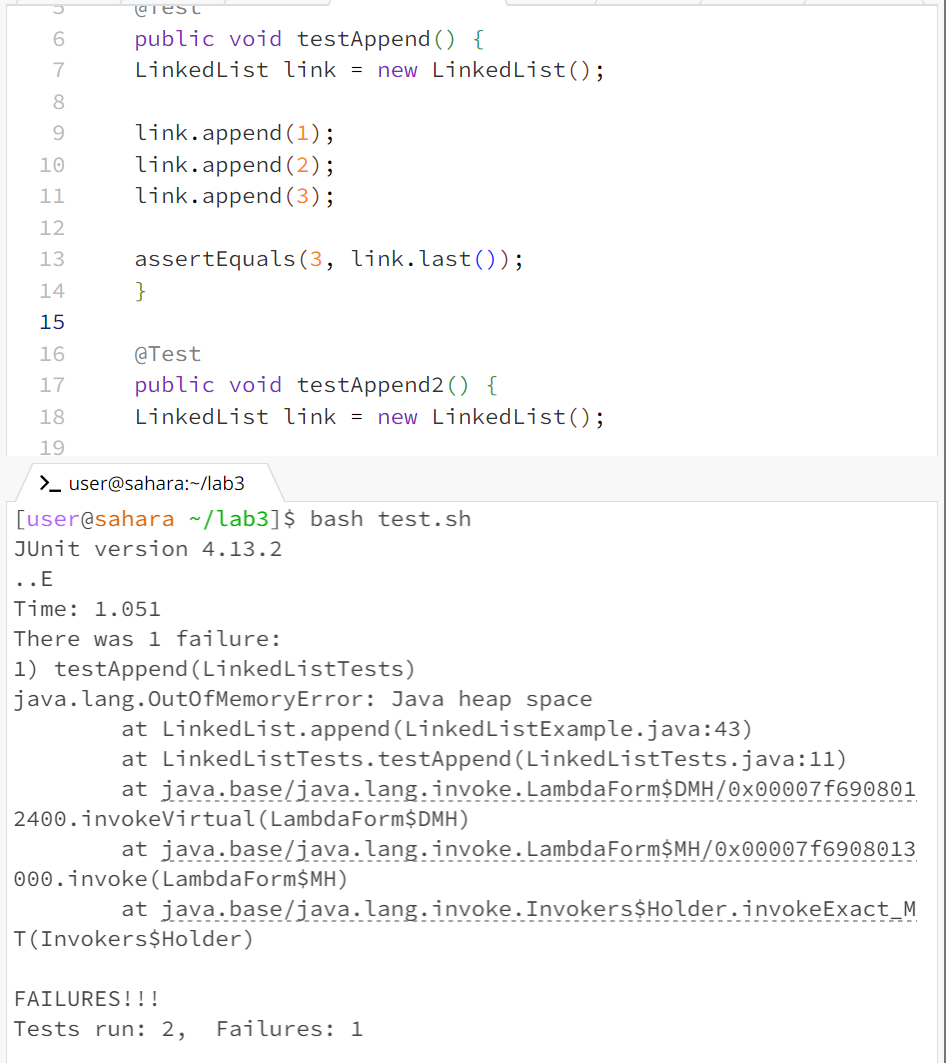 5 @Test
6 public void testAppend() {
7 LinkedList link = new LinkedList();
8
9 link.append(1);
10 link.append(2);
11 link.append(3);
12
13 assertEquals(3, link.last());
14 }
15
16 @Test
17 public void testAppend2() {
18 LinkedList link = new LinkedList();
19
>_ user@sahara:~/lab3
[user@sahara ~/lab3]$ bash test.sh
JUnit version 4.13.2
..E
Time: 1.051
There was 1 failure:
1) testAppend(LinkedListTests)
java.lang.OutOfMemoryError: Java heap space
at LinkedList.append(LinkedListExample.java:43)
at LinkedListTests.testAppend(LinkedListTests.java:11)
at java.base/java.lang.invoke.LambdaForm$DMH/0x00007f690801
2400.invokeVirtual(LambdaForm$DMH)
at java.base/java.lang.invoke.LambdaForm$MH/0x00007f6908013
000.invoke(LambdaForm$MH)
at java.base/java.lang.invoke.Invokers$Holder.invokeExact_M
T(Invokers$Holder)

FAILURES!!!
Tests run: 2,  Failures: 1